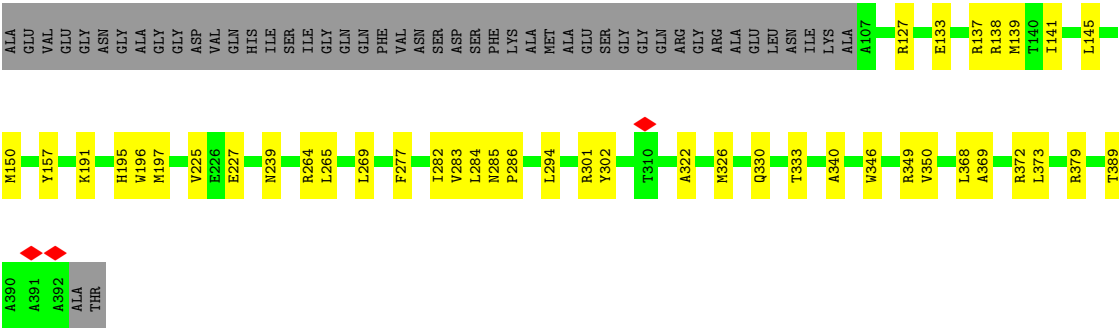 ALA GLU VAL GLU GLY ASN GLY ALA GLY GLY ASP VAL GLN HIS ILE SER ILE GLY GLN GLN PHE VAL ASN SER ASP SER PHE LYS ALA MET ALA GLU SER GLY GLY GLN ARG GLY ARG ALA GLU LEU ASN ILE LYS ALA A107 R127 E133 R137 R138 M139 T140 I141 L145
M150 Y157 K191 H195 W196 M197 V225 E226 E227 N239 R264 L265 L269 F277 I282 V283 L284 N285 P286 L294 R301 Y302 T310 A322 M326 Q330 T333 A340 W346 R349 V350 L368 A369 R372 L373 R379 T389
A390 A391 A392 ALA THR